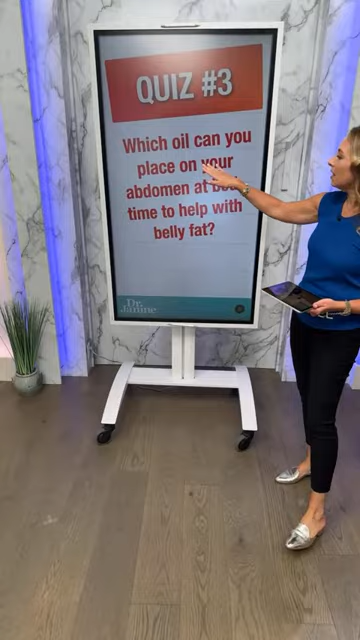 QUIZ #3
Which oil can you
place on your
abdomen at
time to help with
belly fat?
Dr.
Janine